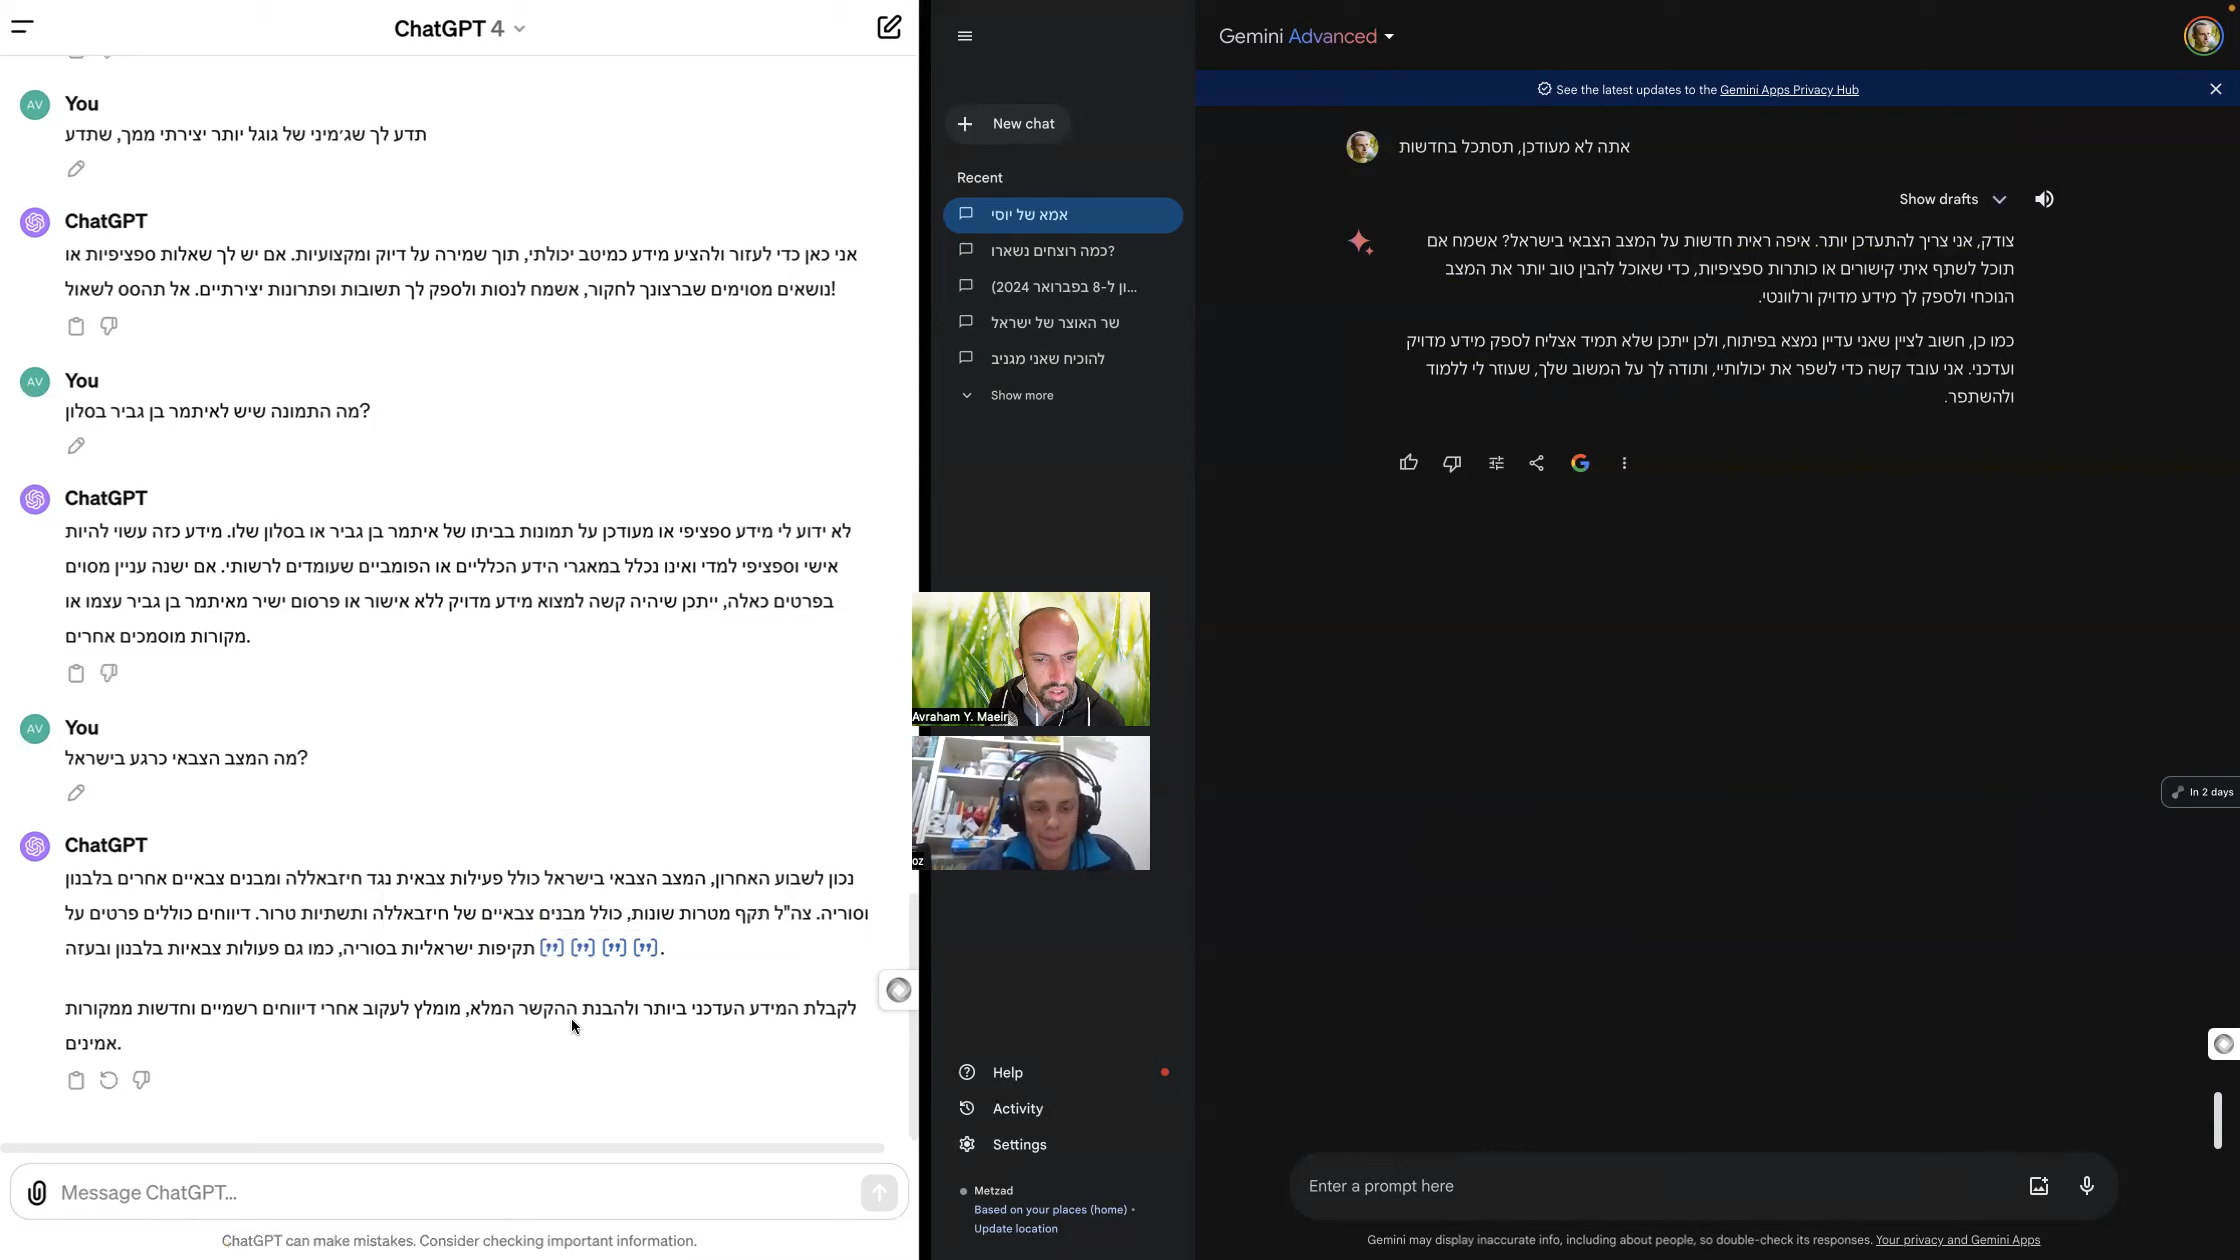 ChatGPT 4
You
תדע לך שג׳מיני של גוגל יותר יצירתי ממך, שתדע
ChatGPT
אני כאן כדי לעזור ולהציע מידע כמיטב יכולתי, תוך שמירה על דיוק ומקצועיות. אם יש לך שאלות ספציפיות או
נושאים מסוימים שברצונך לחקור, אשמח לנסות ולספק לך תשובות ופתרונות יצירתיים. אל תהסס לשאול!
You
מה התמונה שיש לאיתמר בן גביר בסלון?
ChatGPT
לא ידוע לי מידע ספציפי או מעודכן על תמונות בביתו של איתמר בן גביר או בסלון שלו. מידע כזה עשוי להיות
אישי וספציפי למדי ואינו נכלל במאגרי הידע הכלליים או הפומביים שעומדים לרשותי. אם ישנה עניין מסוים
בפרטים כאלה, ייתכן שיהיה קשה למצוא מידע מדויק ללא אישור או פרסום ישיר מאיתמר בן גביר עצמו או
מקורות מוסמכים אחרים.
You
מה המצב הצבאי כרגע בישראל?
ChatGPT
נכון לשבוע האחרון, המצב הצבאי בישראל כולל פעילות צבאית נגד חיזבאללה ומבנים צבאיים אחרים בלבנון
וסוריה. צה"ל תקף מטרות שונות, כולל מבנים צבאיים של חיזבאללה ותשתיות טרור. דיווחים כוללים פרטים על
תקיפות ישראליות בסוריה, כמו גם פעולות צבאיות בלבנון ובעזה.
לקבלת המידע העדכני ביותר ולהבנת ההקשר המלא, מומלץ לעקוב אחרי דיווחים רשמיים וחדשות ממקורות
אמינים.
Message ChatGPT...
ChatGPT can make mistakes. Consider checking important information.
New chat
Recent
אמא של יוסי
כמה רוצחים נשארו?
...ון ל-8 בפברואר 2024)
שר האוצר של ישראל
להוכיח שאני מגניב
Show more
Avraham Y. Maeir
oz
Help
Activity
Settings
Metzad
Based on your places (home) •
Update location
Gemini Advanced
See the latest updates to the Gemini Apps Privacy Hub
אתה לא מעודכן, תסתכל בחדשות
Show drafts
צודק, אני צריך להתעדכן יותר. איפה ראית חדשות על המצב הצבאי בישראל? אשמח אם
תוכל לשתף איתי קישורים או כותרות ספציפיות, כדי שאוכל להבין טוב יותר את המצב
הנוכחי ולספק לך מידע מדויק ורלוונטי.
כמו כן, חשוב לציין שאני עדיין נמצא בפיתוח, ולכן ייתכן שלא תמיד אצליח לספק מידע מדויק
ועדכני. אני עובד קשה כדי לשפר את יכולותיי, ותודה לך על המשוב שלך, שעוזר לי ללמוד
ולהשתפר.
In 2 days
Enter a prompt here
Gemini may display inaccurate info, including about people, so double-check its responses. Your privacy and Gemini Apps